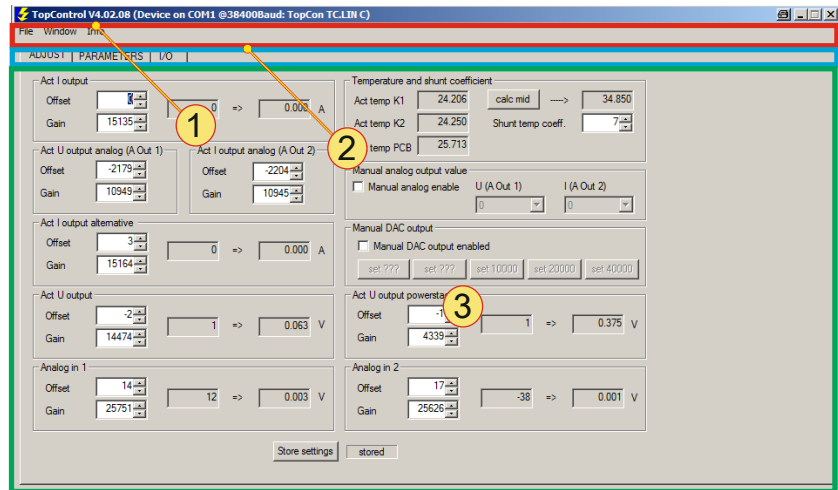 TopControl V4.02.08 (Device on COM1 @38400Baud: TopCon TC.LIN C)
File Window Info
ADJUST PARAMETERS I/O
Act I output
Offset
Gain 15135 0 => 0.000 A
1
Act U output analog (A Out 1)
Offset -2179
Gain 10949
Act I output analog (A Out 2)
Offset -2204
Gain 10945
Act I output alternative
Offset 3
Gain 15164 0 => 0.000 A
Act U output
Offset -2
Gain 14474 1 => 0.063 V
Analog in 1
Offset 14
Gain 25751 12 => 0.003 V
Temperature and shunt coefficient
Act temp K1 24.206 calc mid ----> 34.850
Act temp K2 24.250 Shunt temp coeff. 7
temp PCB 25.713
2
Manual analog output value
Manual analog enable U (A Out 1) I (A Out 2)
0 0
Manual DAC output
Manual DAC output enabled
set ??? set ??? set 10000 set 20000 set 40000
Act U output
Offset
Gain 4339 1 => 0.375 V
3
Analog in 2
Offset 17
Gain 25626 -38 => 0.001 V
Store settings stored